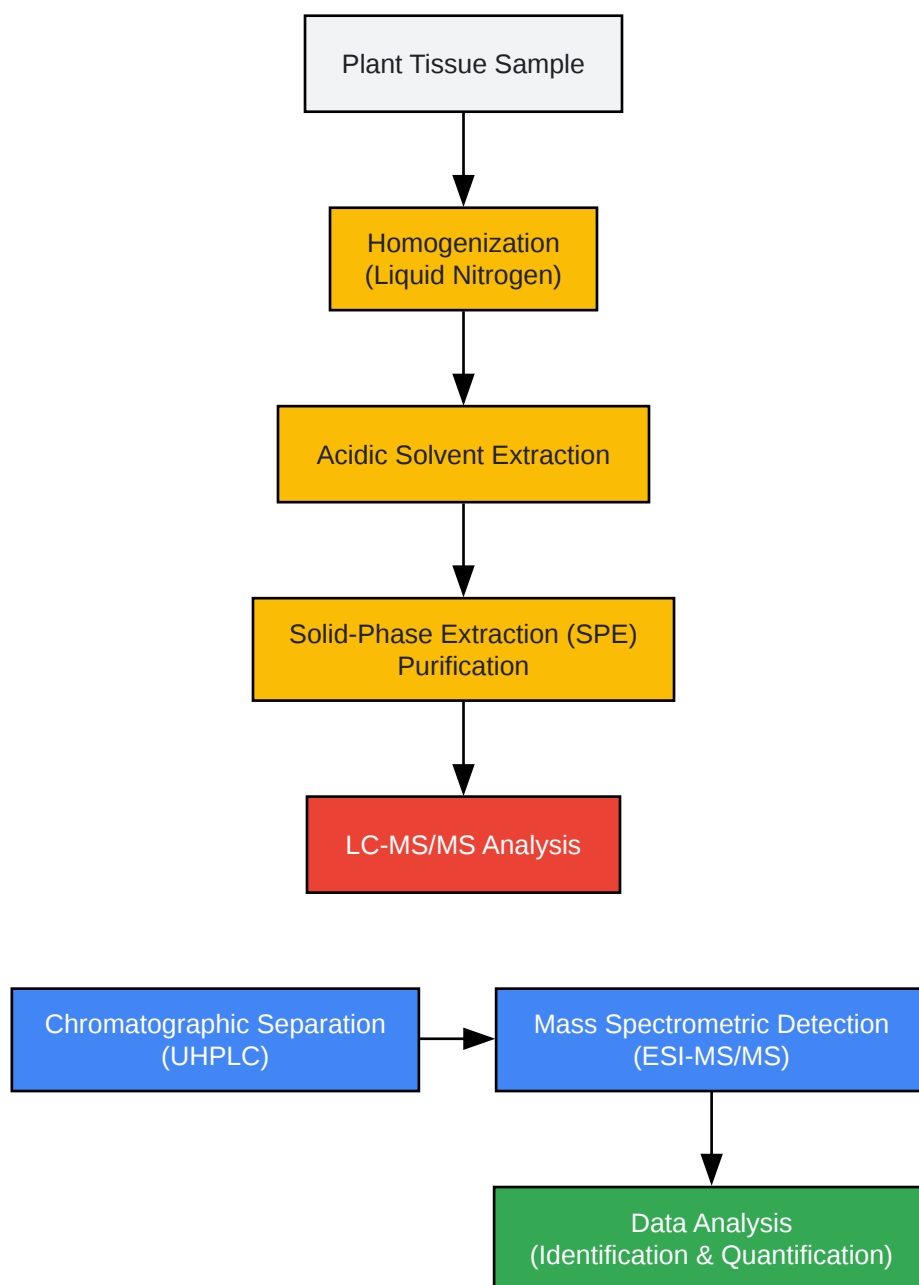 Plant Tissue Sample
Homogenization
(Liquid Nitrogen)
Acidic Solvent Extraction
Solid-Phase Extraction (SPE)
Purification
LC-MS/MS Analysis
Chromatographic Separation
(UHPLC)
Mass Spectrometric Detection
(ESI-MS/MS)
Data Analysis
(Identification & Quantification)